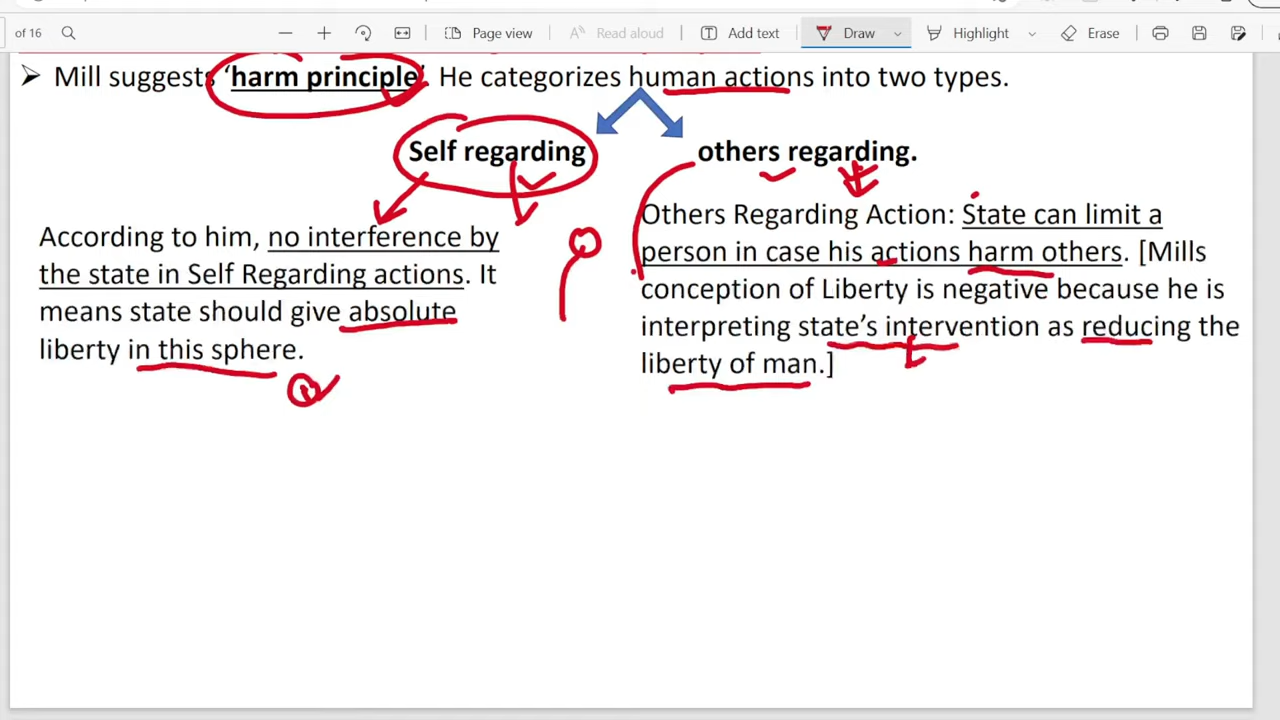 of 16
Page view
Read aloud
Add text
Draw
Highlight
Erase
Mill suggests ‘harm principle’. He categorizes human actions into two types.
Self regarding
others regarding.
According to him, no interference by
the state in Self Regarding actions. It
means state should give absolute
liberty in this sphere.
Others Regarding Action: State can limit a
person in case his actions harm others. [Mills
conception of Liberty is negative because he is
interpreting state’s intervention as reducing the
liberty of man.]